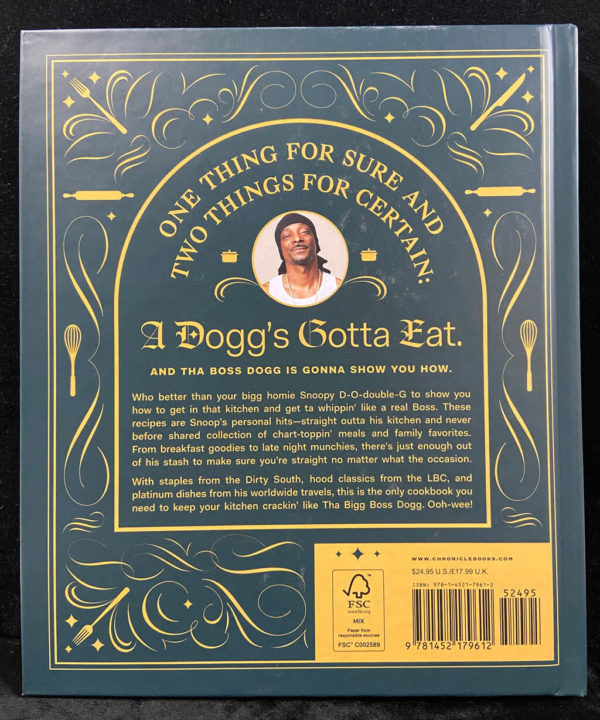 ONE THING FOR SURE AND
TWO THINGS FOR CERTAIN:
A Dogg's Gotta Eat.
AND THA BOSS DOGG IS GONNA SHOW YOU HOW.
Who better than your bigg homie Snoopy D-O-double-G to show you
how to get in that kitchen and get ta whippin' like a real Boss. These
recipes are Snoop's personal hits—straight outta his kitchen and never
before shared collection of chart-toppin' meals and family favorites.
From breakfast goodies to late night munchies, there's just enough out
of his stash to make sure you're straight no matter what the occasion.
With staples from the Dirty South, hood classics from the LBC, and
platinum dishes from his worldwide travels, this is the only cookbook you
need to keep your kitchen crackin' like Tha Bigg Boss Dogg. Ooh-wee!
WWW.CHRONICLEBOOKS.COM
$24.95 U.S./£17.99 U.K.
ISBN: 978-1-4521-7961-2
52495
9 781452 179612
FSC
www.fsc.org
MIX
Paper from
responsible sources
FSC™ C002589